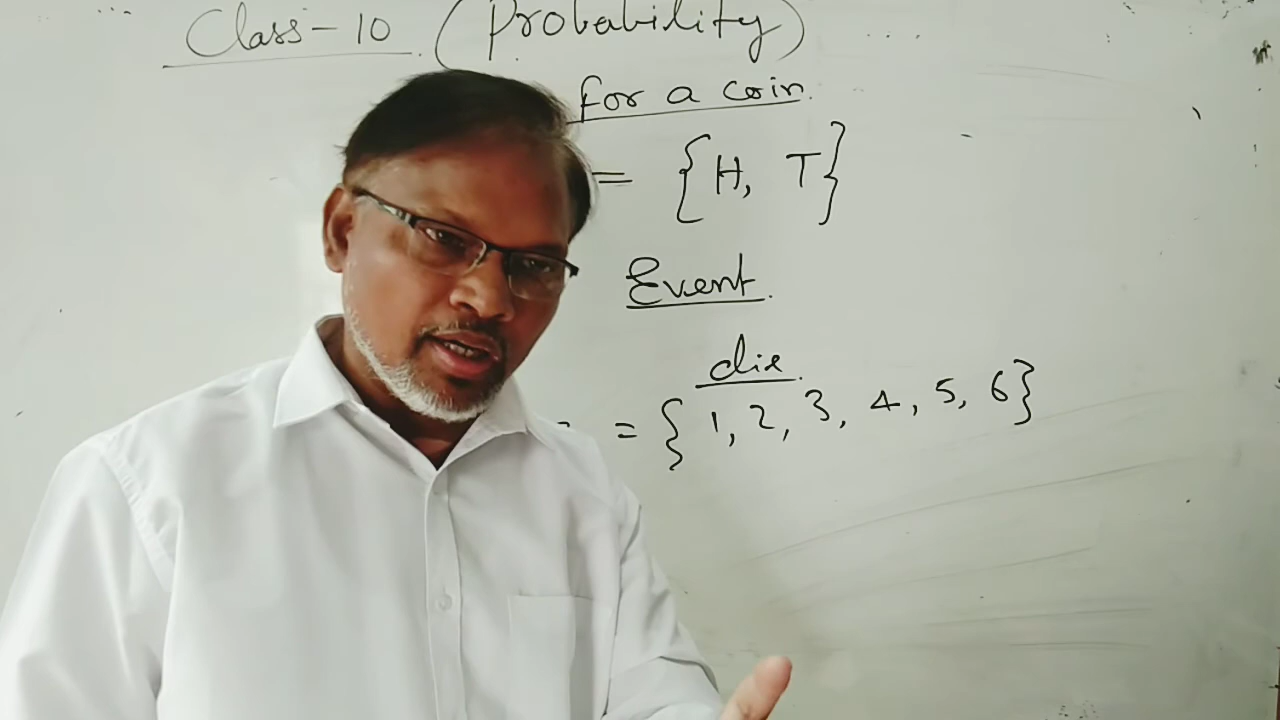 Class-10 (Probability)
for a coin.
= {H, T}
Event.
die.
= { 1, 2, 3, 4, 5, 6}